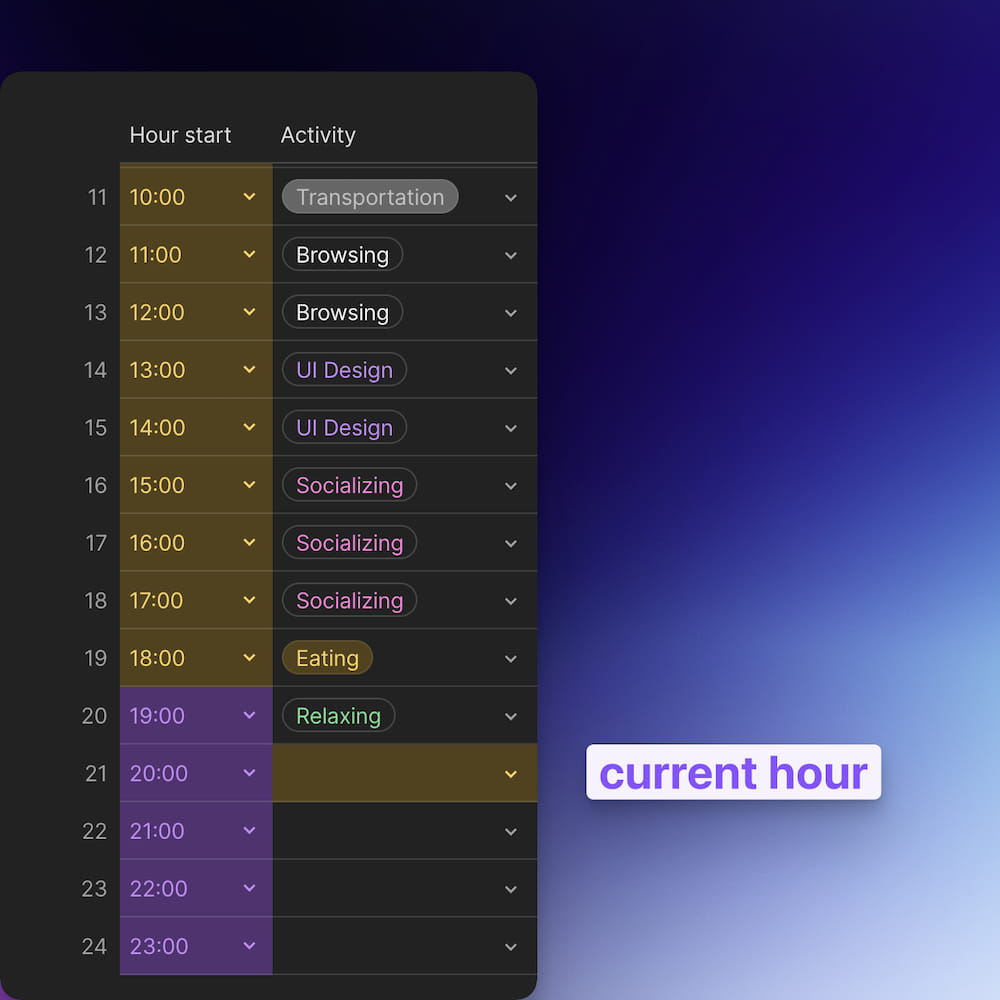 Hour start Activity
11 10:00 Transportation
12 11:00 Browsing
13 12:00 Browsing
14 13:00 UI Design
15 14:00 UI Design
16 15:00 Socializing
17 16:00 Socializing
18 17:00 Socializing
19 18:00 Eating
20 19:00 Relaxing
21 20:00 current hour
22 21:00
23 22:00
24 23:00